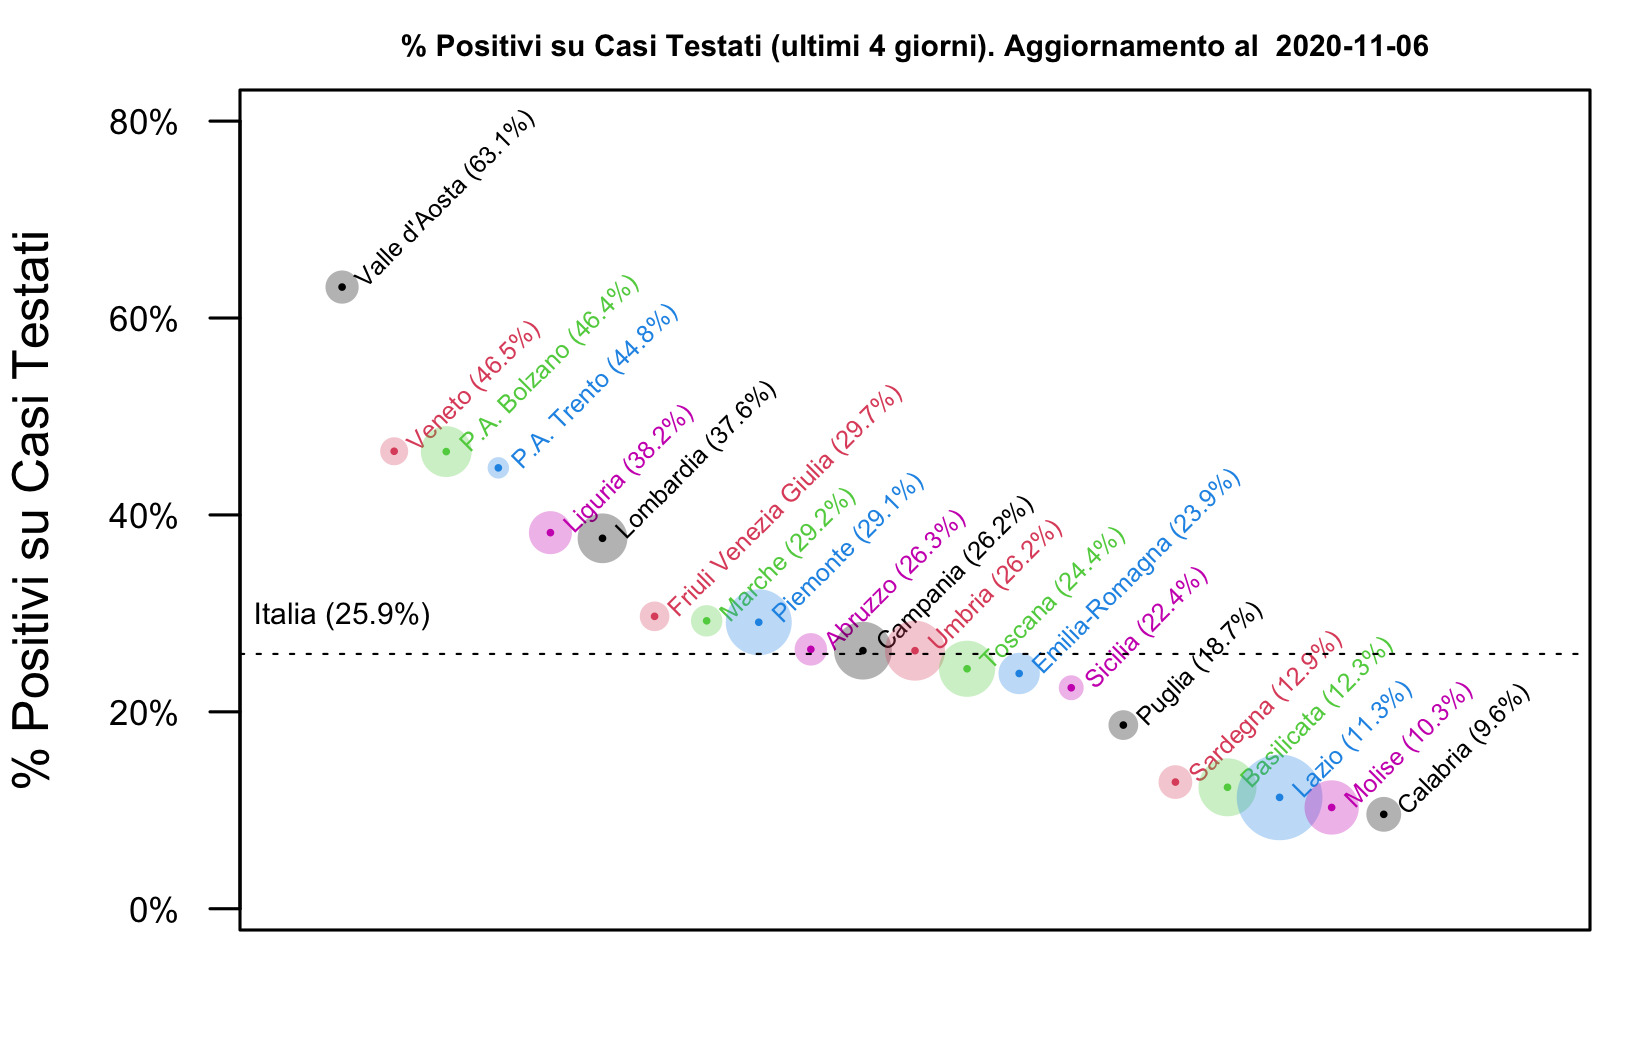 % Positivi su Casi Testati (ultimi 4 giorni). Aggiornamento al  2020-11-06
% Positivi su Casi Testati
80%
60%
40%
20%
0%
Italia (25.9%)
Valle d'Aosta (63.1%)
Veneto (46.5%)
P.A. Bolzano (46.4%)
P.A. Trento (44.8%)
Liguria (38.2%)
Lombardia (37.6%)
Friuli Venezia Giulia (29.7%)
Marche (29.2%)
Piemonte (29.1%)
Abruzzo (26.3%)
Campania (26.2%)
Umbria (26.2%)
Toscana (24.4%)
Emilia-Romagna (23.9%)
Sicilia (22.4%)
Puglia (18.7%)
Sardegna (12.9%)
Basilicata (12.3%)
Lazio (11.3%)
Molise (10.3%)
Calabria (9.6%)